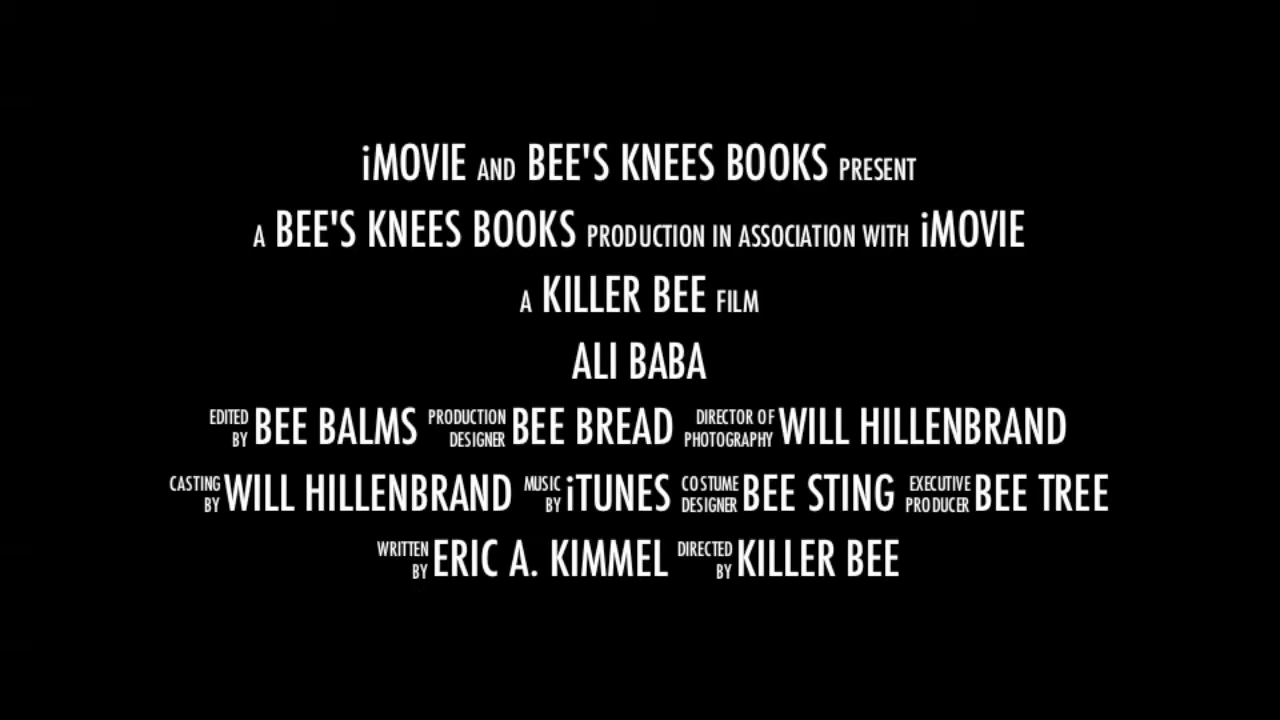 iMOVIE AND BEE'S KNEES BOOKS PRESENT
A BEE'S KNEES BOOKS PRODUCTION IN ASSOCIATION WITH iMOVIE
A KILLER BEE FILM
ALI BABA
EDITED BY BEE BALMS PRODUCTION DESIGNER BEE BREAD DIRECTOR OF PHOTOGRAPHY WILL HILLENBRAND
CASTING BY WILL HILLENBRAND MUSIC BY iTUNES COSTUME DESIGNER BEE STING EXECUTIVE PRODUCER BEE TREE
WRITTEN BY ERIC A. KIMMEL DIRECTED BY KILLER BEE